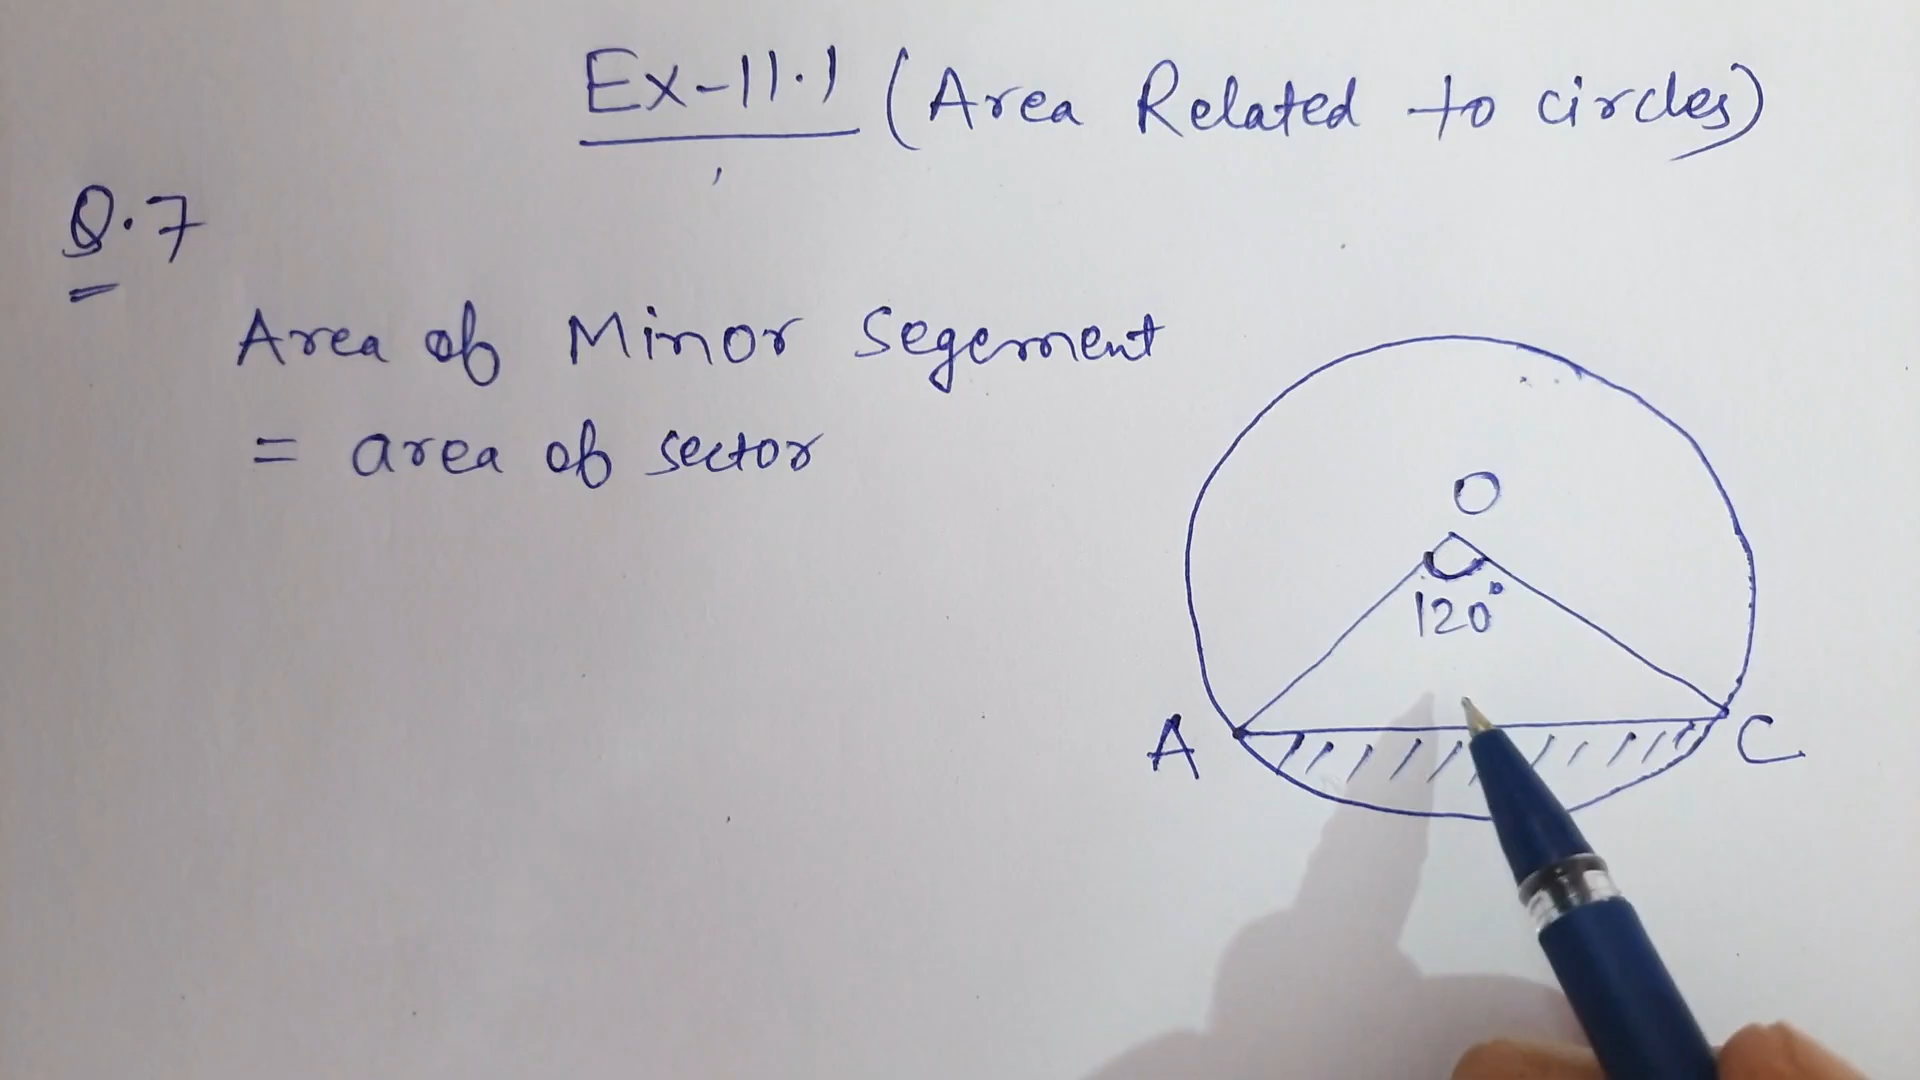 Ex-11.1 (Area Related to circles)
Q.7
Area of Minor Segement
= area of sector
O
120°
A
C